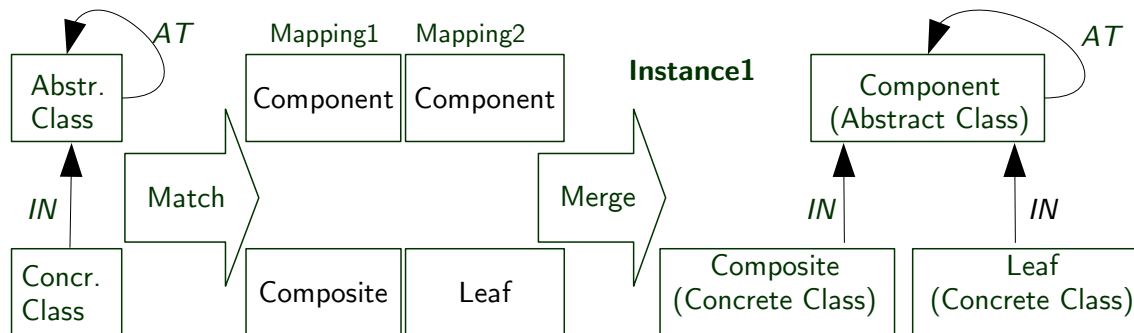 AT
Abstr.
Class
IN
Concr.
Class
Match
Mapping1 Mapping2
Component Component
Composite Leaf
Merge
Instance1
AT
Component
(Abstract Class)
IN IN
Composite
(Concrete Class)
Leaf
(Concrete Class)